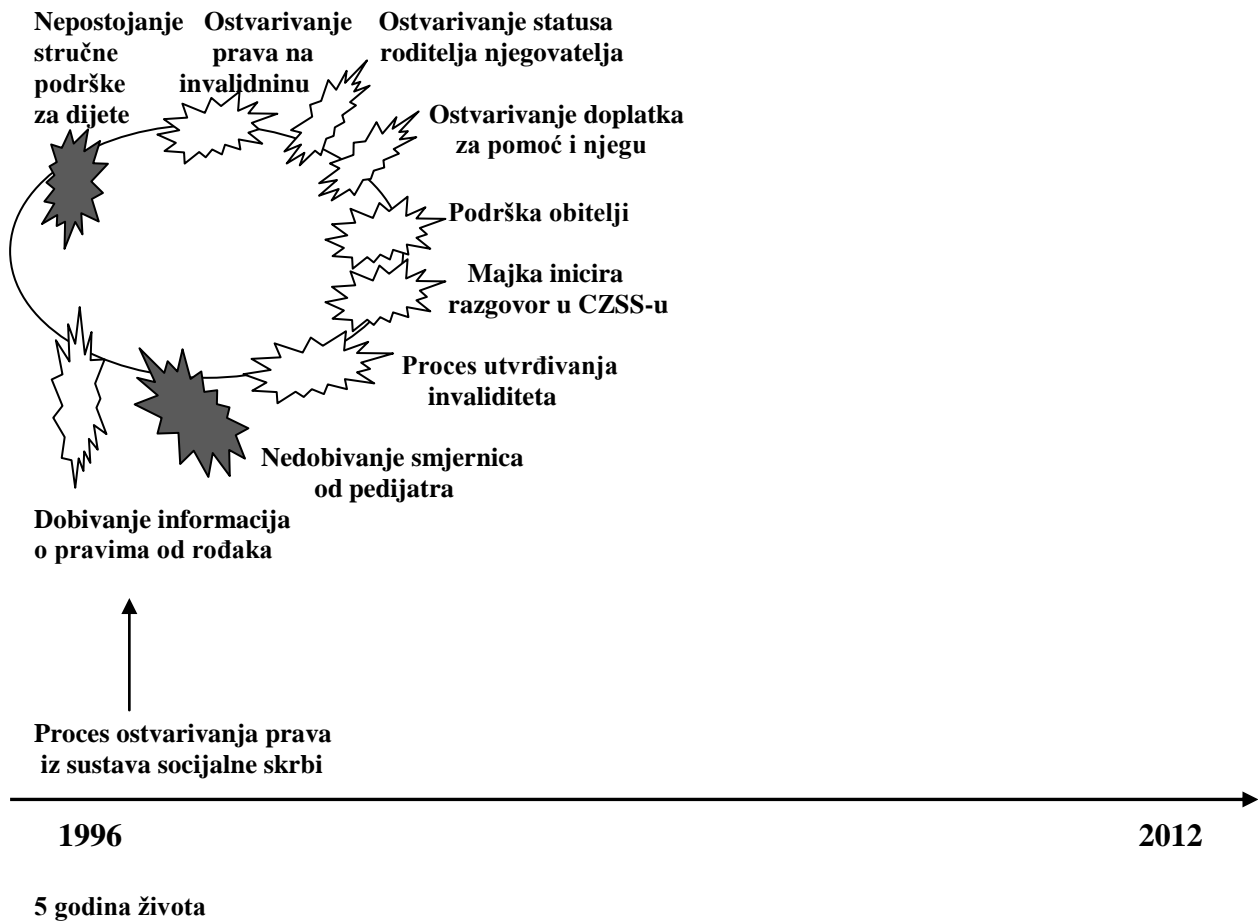 Nepostojanje
stručne
podrške
za dijete
Ostvarivanje
prava na
invalidninu
Ostvarivanje statusa
roditelja njegovatelja
Ostvarivanje doplatka
za pomoć i njegu
Podrška obitelji
Majka inicira
razgovor u CZSS-u
Proces utvrđivanja
invaliditeta
Nedobivanje smjernica
od pedijatra
Dobivanje informacija
o pravima od rođaka
Proces ostvarivanja prava
iz sustava socijalne skrbi
1996
2012
5 godina života